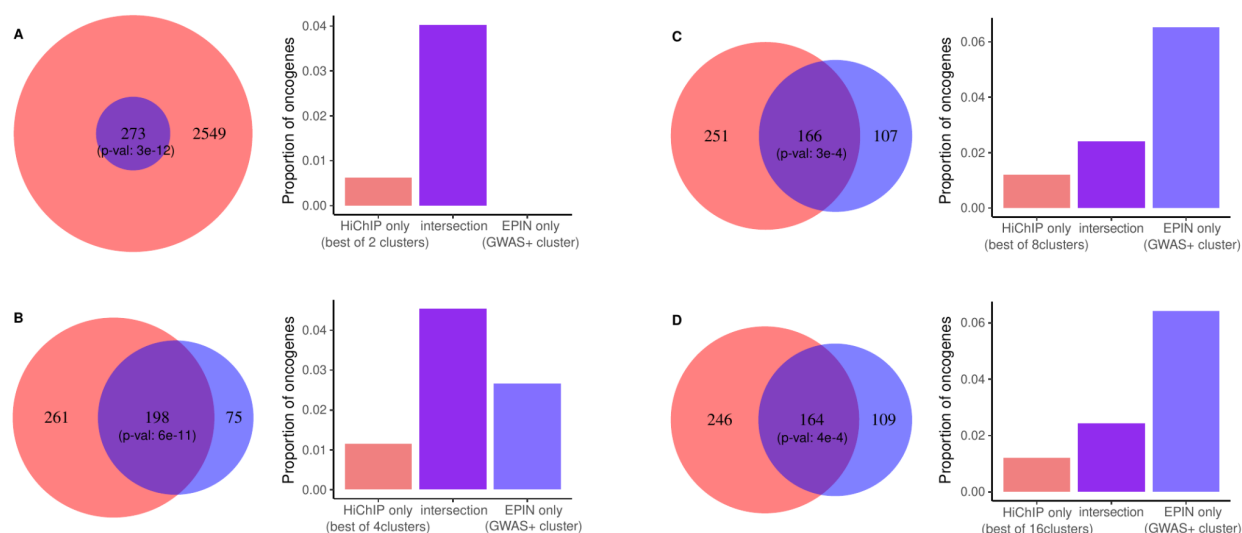 A
273
(p-val: 3e-12)
2549
Proportion of oncogenes
0.04
0.03
0.02
0.01
0.00
HiChIP only
(best of 2 clusters)
intersection
EPIN only
(GWAS+ cluster)
B
261
198
(p-val: 6e-11)
75
Proportion of oncogenes
0.04
0.03
0.02
0.01
0.00
HiChIP only
(best of 4clusters)
intersection
EPIN only
(GWAS+ cluster)
C
251
166
(p-val: 3e-4)
107
Proportion of oncogenes
0.06
0.04
0.02
0.00
HiChIP only
(best of 8clusters)
intersection
EPIN only
(GWAS+ cluster)
D
246
164
(p-val: 4e-4)
109
Proportion of oncogenes
0.06
0.04
0.02
0.00
HiChIP only
(best of 16clusters)
intersection
EPIN only
(GWAS+ cluster)